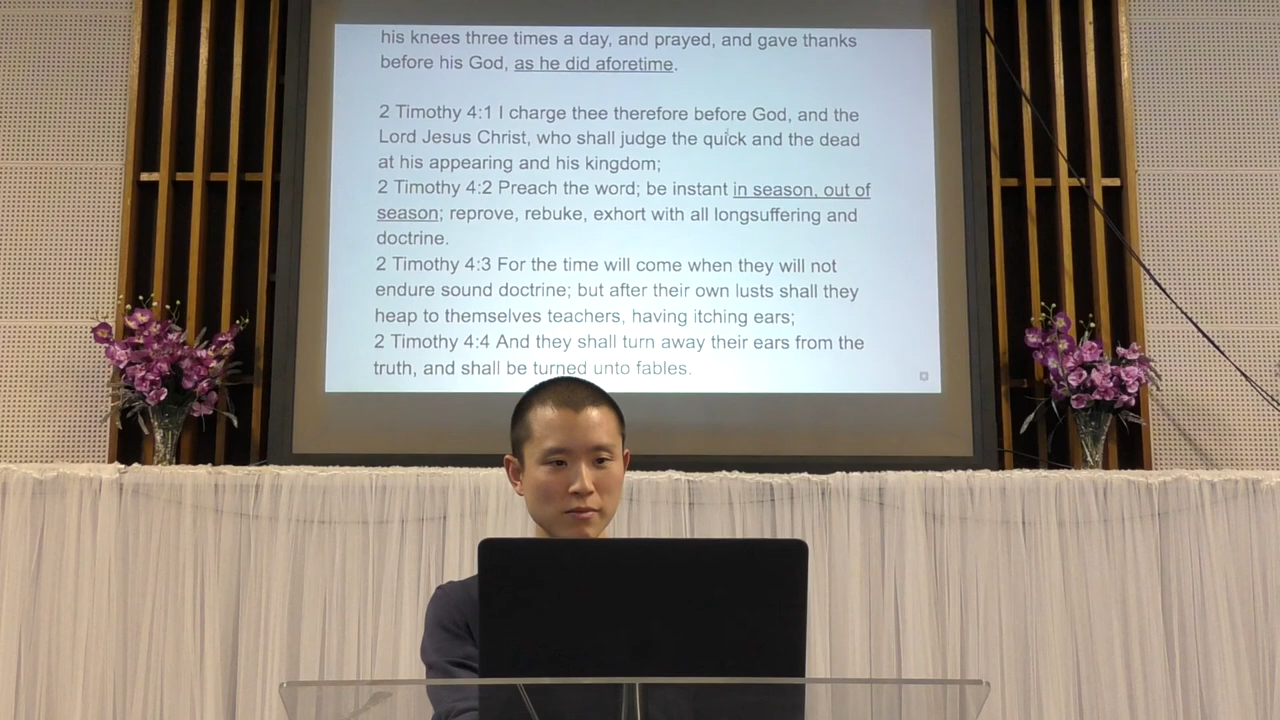 his knees three times a day, and prayed, and gave thanks
before his God, as he did aforetime.
2 Timothy 4:1 I charge thee therefore before God, and the
Lord Jesus Christ, who shall judge the quick and the dead
at his appearing and his kingdom;
2 Timothy 4:2 Preach the word; be instant in season, out of
season; reprove, rebuke, exhort with all longsuffering and
doctrine.
2 Timothy 4:3 For the time will come when they will not
endure sound doctrine; but after their own lusts shall they
heap to themselves teachers, having itching ears;
2 Timothy 4:4 And they shall turn away their ears from the
truth, and shall be turned unto fables.